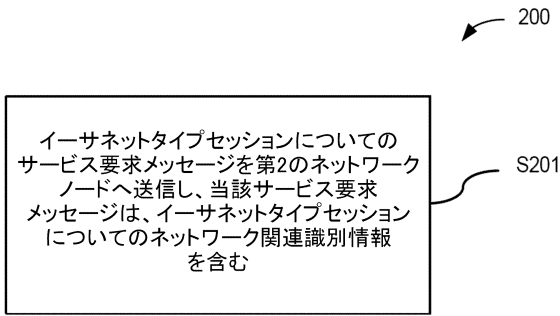 200
イーサネットタイプセッションについての
サービス要求メッセージを第2のネットワーク
ノードへ送信し、当該サービス要求
メッセージは、イーサネットタイプセッション
についてのネットワーク関連識別情報
を含む
S201